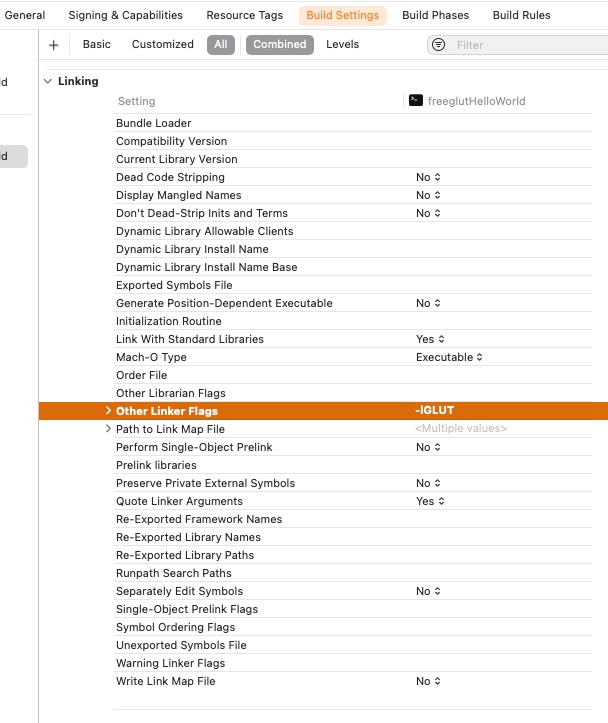 General Signing & Capabilities Resource Tags Build Settings Build Phases Build Rules
+ Basic Customized All Combined Levels Filter
ld
Linking
Setting freeglutHelloWorld
Bundle Loader
Compatibility Version
ld
Current Library Version
Dead Code Stripping No
Display Mangled Names No
Don't Dead-Strip Inits and Terms No
Dynamic Library Allowable Clients
Dynamic Library Install Name
Dynamic Library Install Name Base
Exported Symbols File
Generate Position-Dependent Executable No
Initialization Routine
Link With Standard Libraries Yes
Mach-O Type Executable
Order File
Other Librarian Flags
Other Linker Flags -lGLUT
Path to Link Map File <Multiple values>
Perform Single-Object Prelink No
Prelink libraries
Preserve Private External Symbols No
Quote Linker Arguments Yes
Re-Exported Framework Names
Re-Exported Library Names
Re-Exported Library Paths
Runpath Search Paths
Separately Edit Symbols No
Single-Object Prelink Flags
Symbol Ordering Flags
Unexported Symbols File
Warning Linker Flags
Write Link Map File No